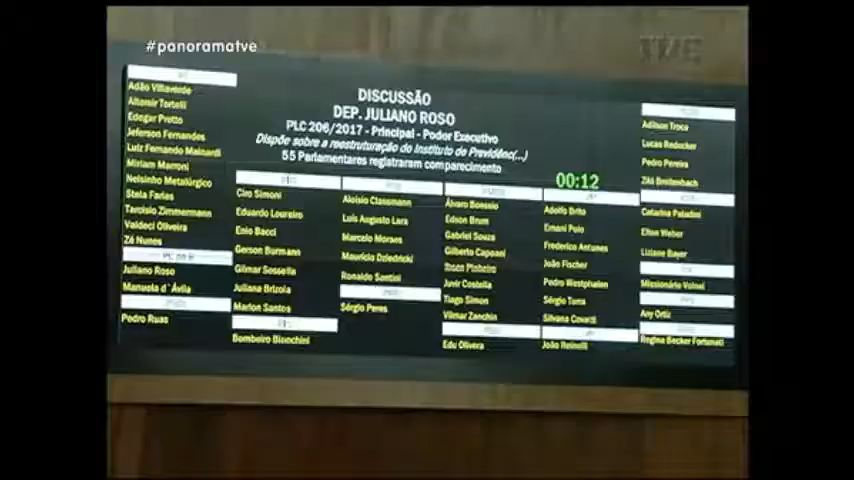 #panoramatve
TVE
DISCUSSÃO
DEP. JULIANO ROSO
PLC 206/2017 - Principal - Poder Executivo
Dispõe sobre a reestruturação do Instituto de Previdênc(...)
55 Parlamentares registraram comparecimento
00:12
Adão Villaverde
Altemir Tortelli
Edegar Pretto
Jeferson Fernandes
Luiz Fernando Mainardi
Miriam Marroni
Nelsinho Metalúrgico
Stela Farias
Tarcisio Zimmermann
Valdeci Oliveira
Zé Nunes
PC do B
Juliano Roso
Manuela d´Ávila
Pedro Ruas
Ciro Simoni
Eduardo Loureiro
Enio Bacci
Gerson Burmann
Gilmar Sossella
Juliana Brizola
Marlon Santos
Bombeiro Bianchini
Aloísio Classmann
Luís Augusto Lara
Marcelo Moraes
Maurício Dziedricki
Ronaldo Santini
Sérgio Peres
Álvaro Boessio
Edson Brum
Gabriel Souza
Gilberto Capoani
Ibsen Pinheiro
Juvir Costella
Tiago Simon
Vilmar Zanchin
Edu Olivera
Adolfo Brito
Ernani Polo
Frederico Antunes
João Fischer
Pedro Westphalen
Sérgio Turra
Silvana Covatti
João Reinelli
Adilson Troca
Lucas Redecker
Pedro Pereira
Zilá Breitenbach
Catarina Paladini
Elton Weber
Liziane Bayer
Missionário Volnei
Any Ortiz
Regina Becker Fortunati